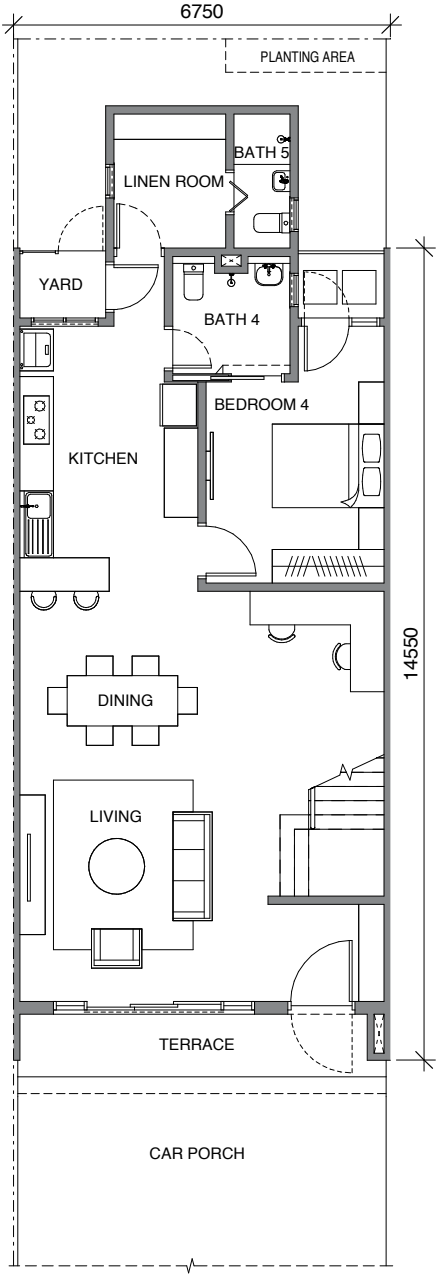 6750
PLANTING AREA
BATH 5
LINEN ROOM
YARD
BATH 4
BEDROOM 4
KITCHEN
14550
DINING
LIVING
TERRACE
CAR PORCH